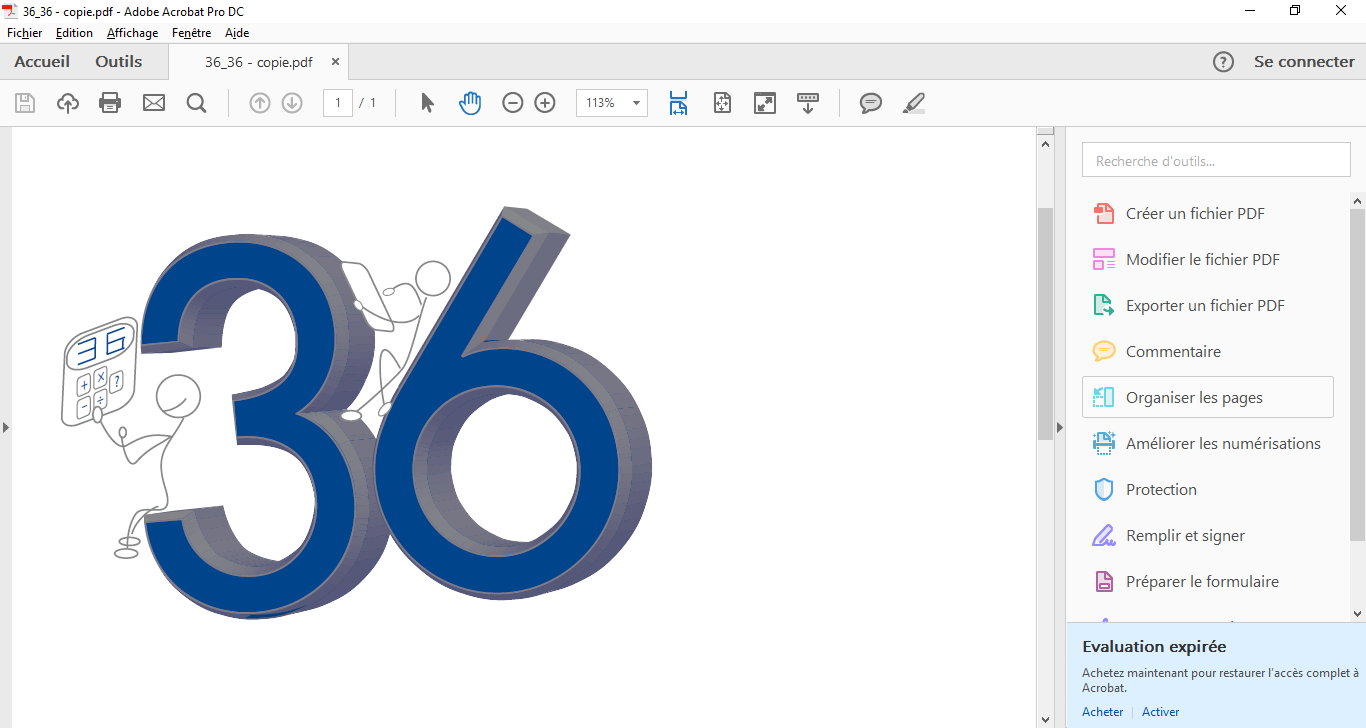 36_36 - copie.pdf - Adobe Acrobat Pro DC
Fichier Edition Affichage Fenêtre Aide
Accueil Outils 36_36 - copie.pdf × ? Se connecter
1 / 1 113%
Recherche d'outils...
Créer un fichier PDF
Modifier le fichier PDF
Exporter un fichier PDF
Commentaire
Organiser les pages
Améliorer les numérisations
Protection
Remplir et signer
Préparer le formulaire
Evaluation expirée
Achetez maintenant pour restaurer l'accès complet à
Acrobat.
Acheter Activer
36
36
+ x ?
- ÷